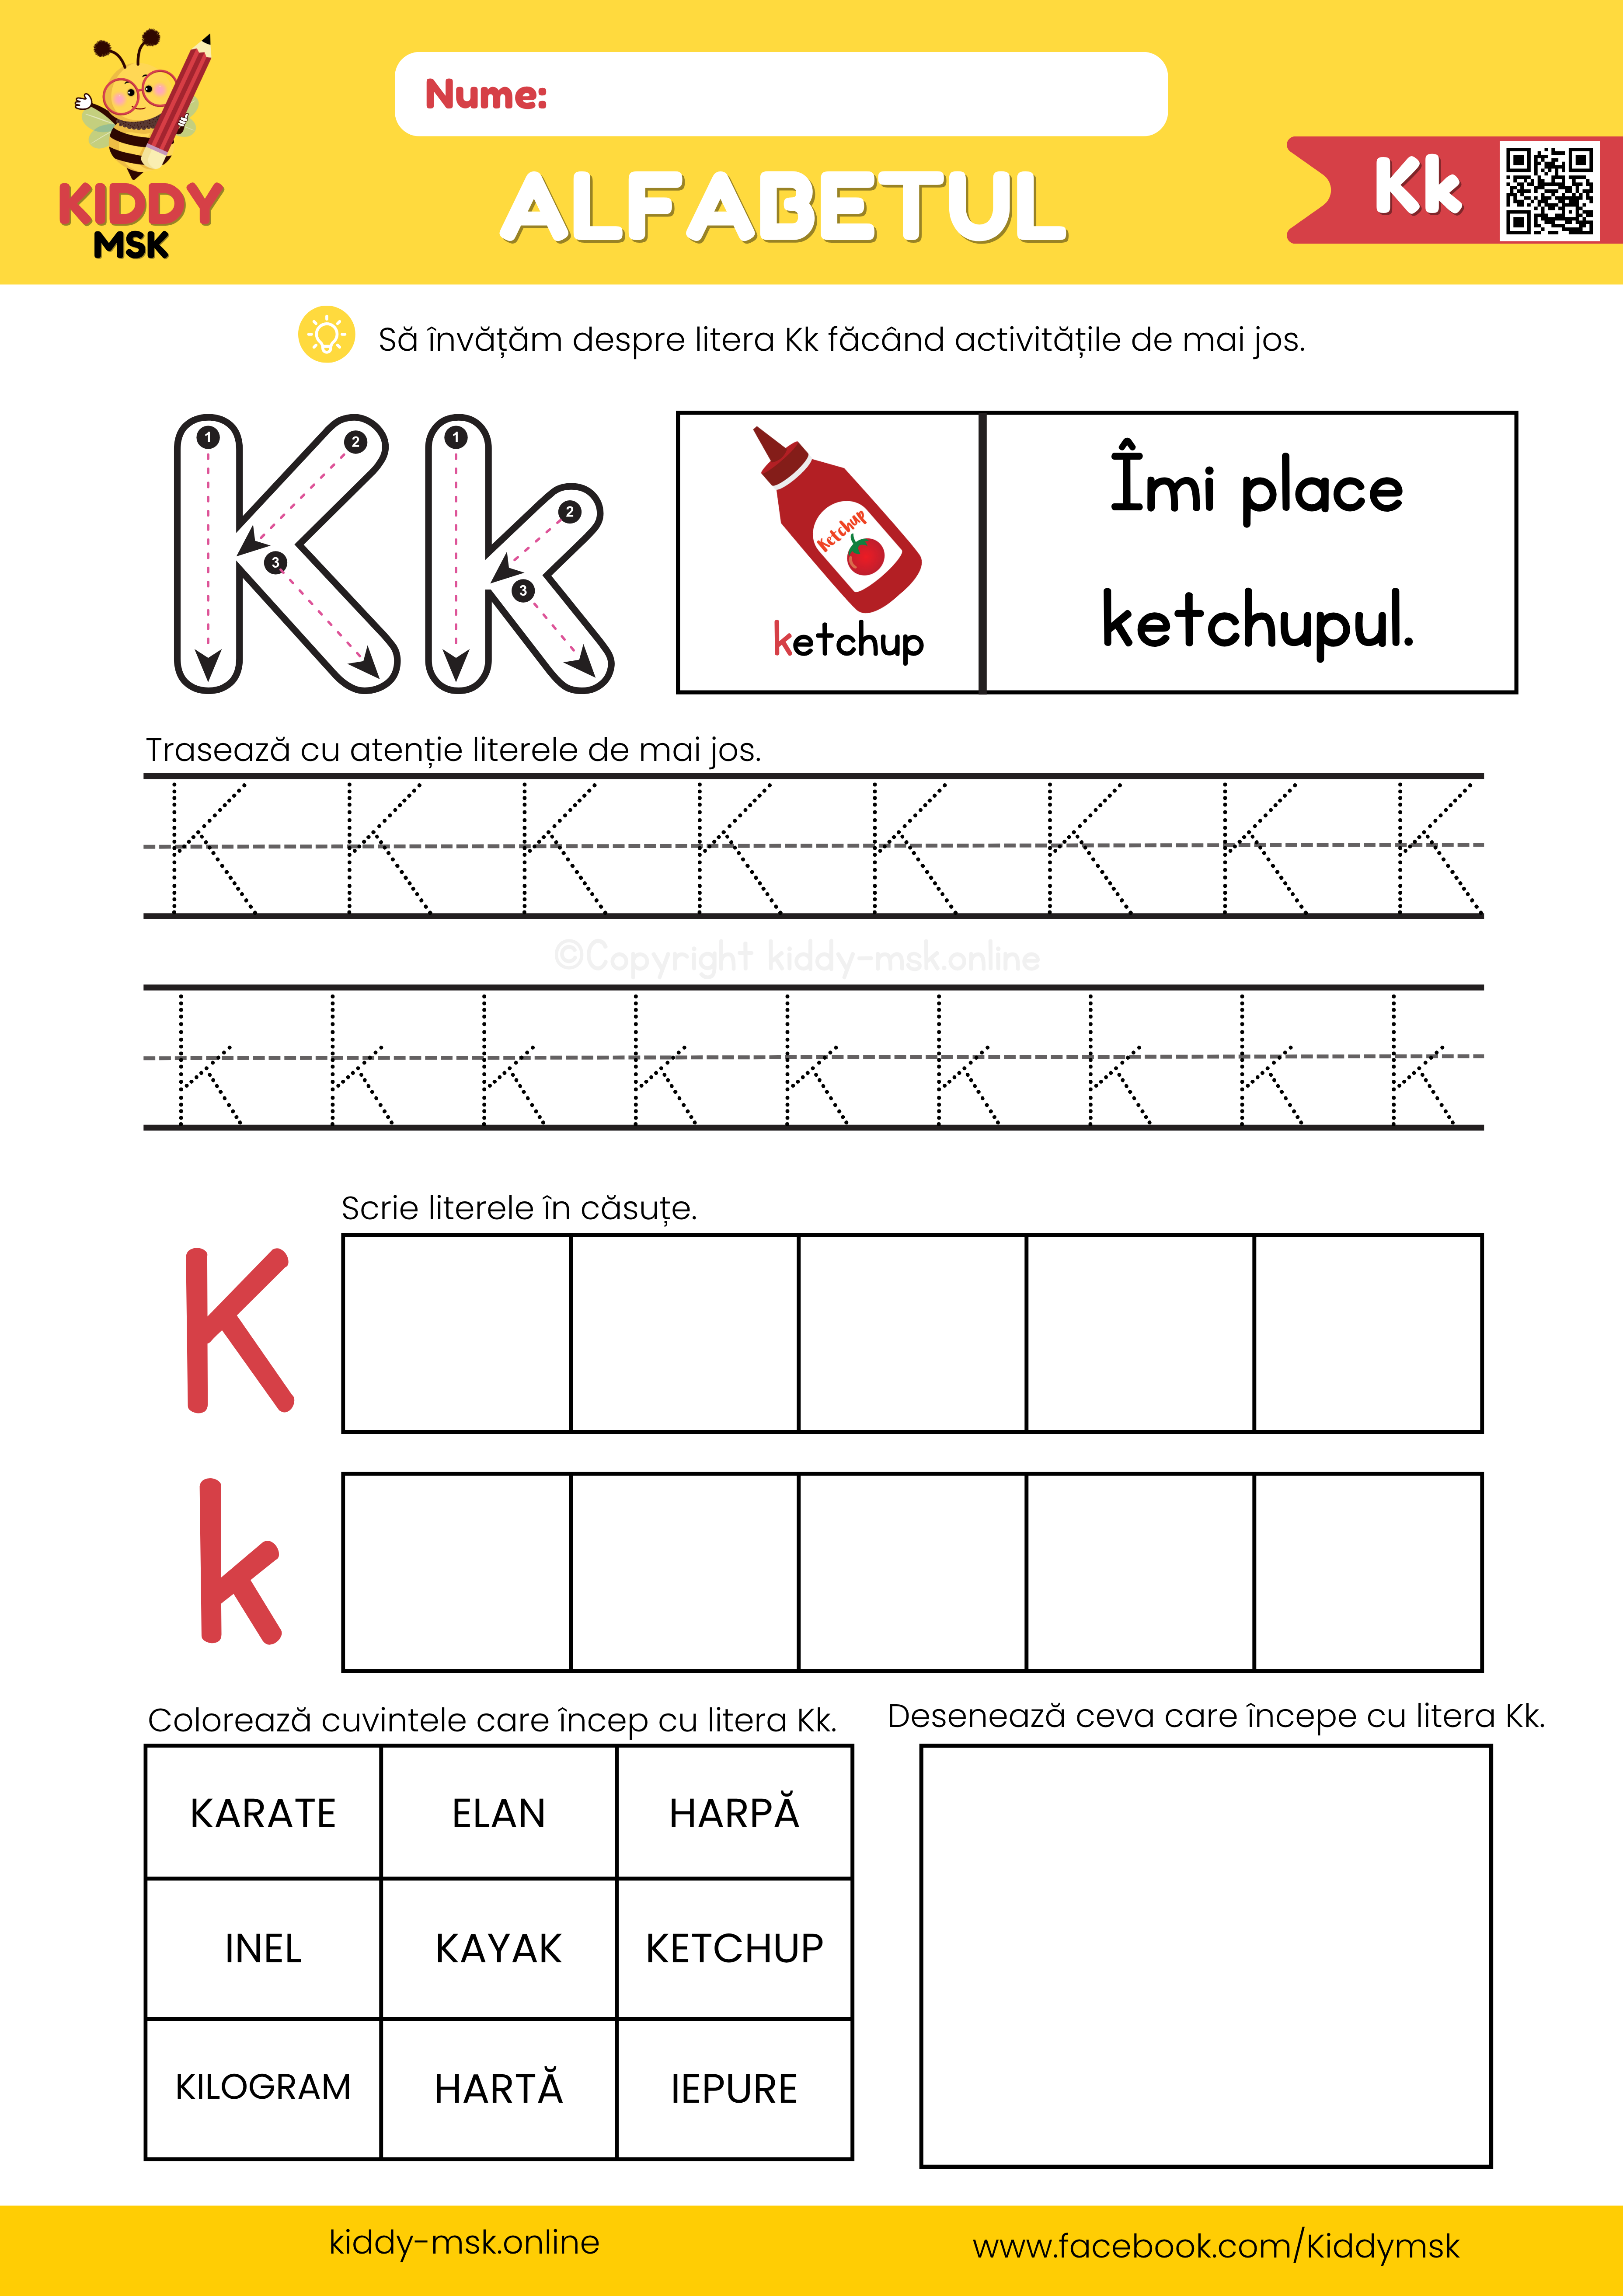 Nume:
KIDDY
MSK
ALFABETUL
Kk
Să învățăm despre litera Kk făcând activitățile de mai jos.
K k
1 2 3 1 2 3
Ketchup
ketchup
Îmi place
ketchupul.
Trasează cu atenție literele de mai jos.
K K K K K K K K
©Copyright kiddy-msk.online
k k k k k k k k k
Scrie literele în căsuțe.
K
k
Colorează cuvintele care încep cu litera Kk.
KARATE ELAN HARPĂ
INEL KAYAK KETCHUP
KILOGRAM HARTĂ IEPURE
Desenează ceva care începe cu litera Kk.
kiddy-msk.online
www.facebook.com/Kiddymsk